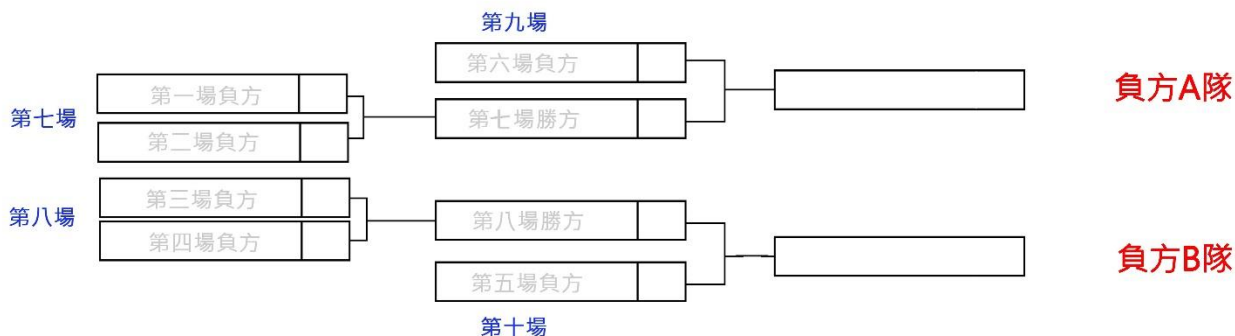 第九場
第六場負方
負方A隊
第一場負方
第七場
第七場勝方
第二場負方
第三場負方
第八場
第八場勝方
第四場負方
負方B隊
第五場負方
第十場